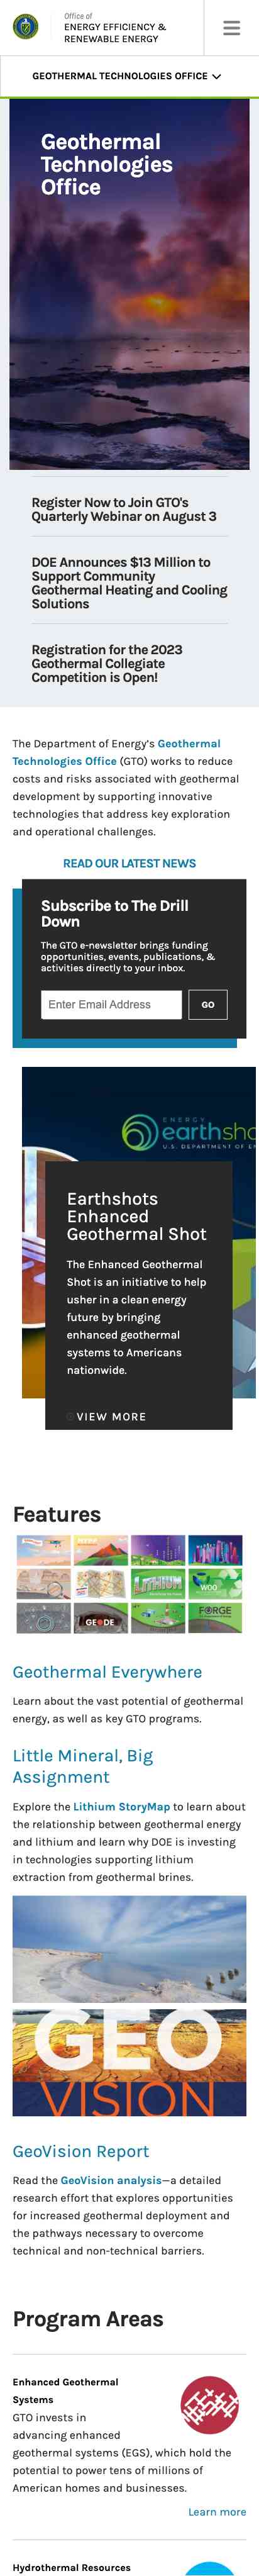 Office of
ENERGY EFFICIENCY &
RENEWABLE ENERGY
GEOTHERMAL TECHNOLOGIES OFFICE
Geothermal
Technologies
Office
Register Now to Join GTO's
Quarterly Webinar on August 3
DOE Announces $13 Million to
Support Community
Geothermal Heating and Cooling
Solutions
Registration for the 2023
Geothermal Collegiate
Competition is Open!
The Department of Energy's Geothermal
Technologies Office (GTO) works to reduce
costs and risks associated with geothermal
development by supporting innovative
technologies that address key exploration
and operational challenges.
READ OUR LATEST NEWS
Subscribe to The Drill
Down
The GTO e-newsletter brings funding
opportunities, events, publications, &
activities directly to your inbox.
Enter Email Address
GO
ENERGY
earthsho
U.S. DEPARTMENT OF E
Earthshots
Enhanced
Geothermal Shot
The Enhanced Geothermal
Shot is an initiative to help
usher in a clean energy
future by bringing
enhanced geothermal
systems to Americans
nationwide.
VIEW MORE
Features
LITHIUM
WOO
GEODE
FORGE
Geothermal Everywhere
Learn about the vast potential of geothermal
energy, as well as key GTO programs.
Little Mineral, Big
Assignment
Explore the Lithium StoryMap to learn about
the relationship between geothermal energy
and lithium and learn why DOE is investing
in technologies supporting lithium
extraction from geothermal brines.
GEO
VISION
GeoVision Report
Read the GeoVision analysis—a detailed
research effort that explores opportunities
for increased geothermal deployment and
the pathways necessary to overcome
technical and non-technical barriers.
Program Areas
Enhanced Geothermal
Systems
GTO invests in
advancing enhanced
geothermal systems (EGS), which hold the
potential to power tens of millions of
American homes and businesses.
Learn more
Hydrothermal Resources